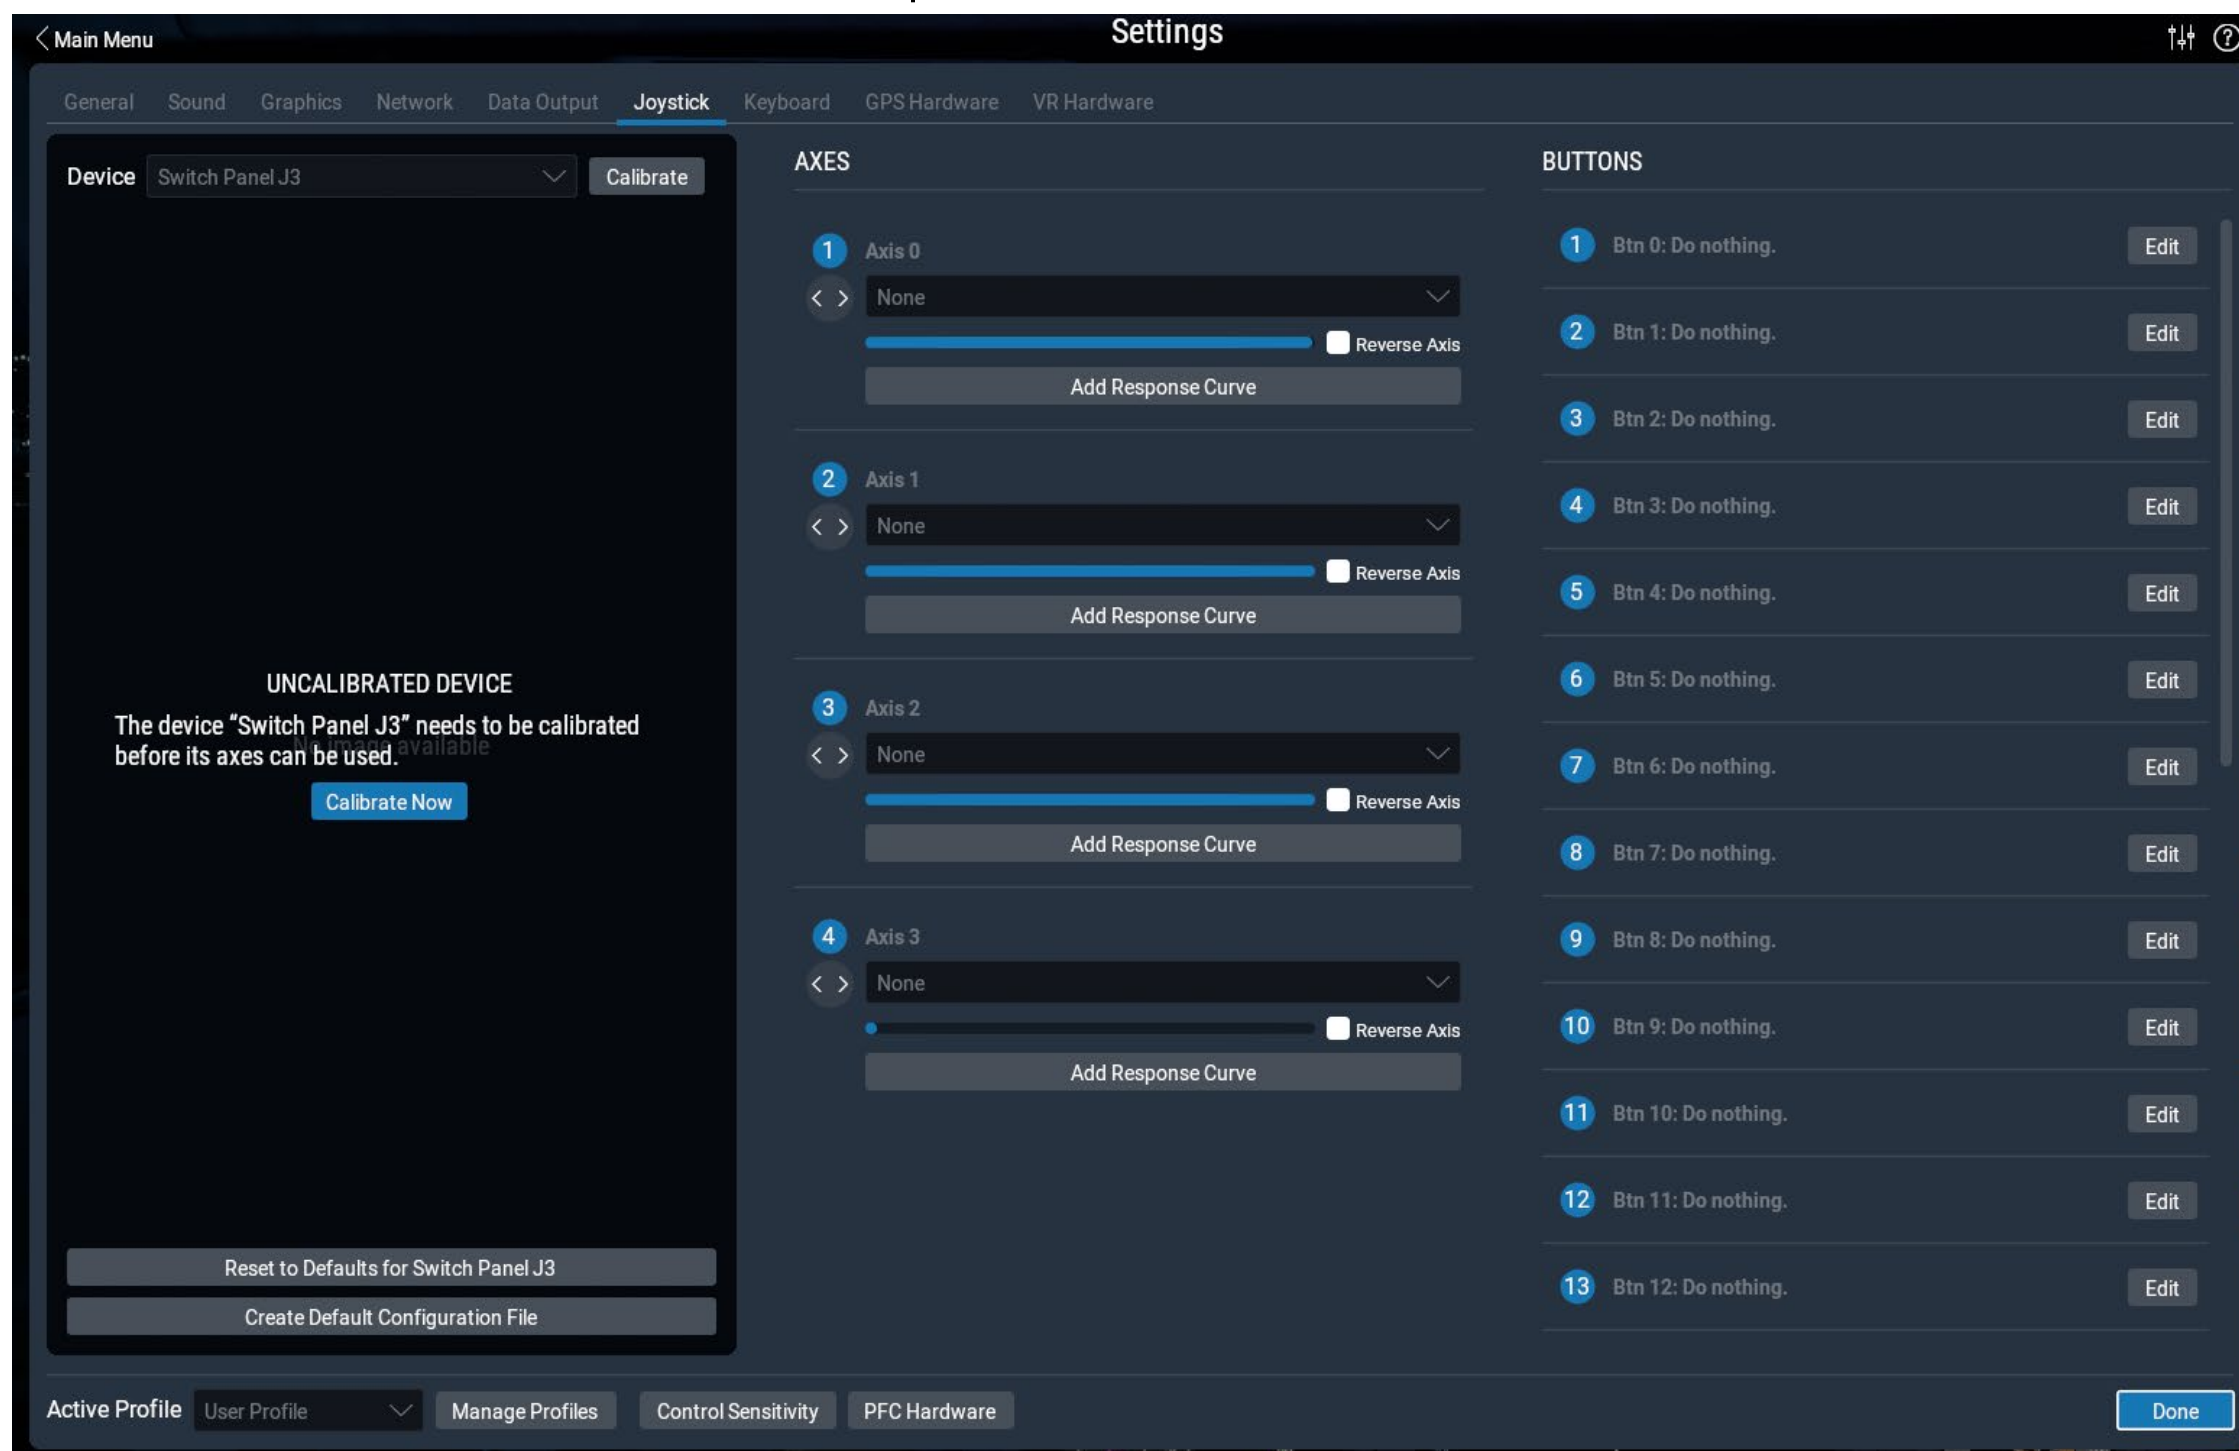 Main Menu
Settings
General Sound Graphics Network Data Output Joystick Keyboard GPS Hardware VR Hardware
Device Switch Panel J3 Calibrate
UNCALIBRATED DEVICE
The device “Switch Panel J3” needs to be calibrated
before its axes can be used.
No image available
Calibrate Now
Reset to Defaults for Switch Panel J3
Create Default Configuration File
AXES
1 Axis 0
< > None
Reverse Axis
Add Response Curve
2 Axis 1
< > None
Reverse Axis
Add Response Curve
3 Axis 2
< > None
Reverse Axis
Add Response Curve
4 Axis 3
< > None
Reverse Axis
Add Response Curve
BUTTONS
1 Btn 0: Do nothing. Edit
2 Btn 1: Do nothing. Edit
3 Btn 2: Do nothing. Edit
4 Btn 3: Do nothing. Edit
5 Btn 4: Do nothing. Edit
6 Btn 5: Do nothing. Edit
7 Btn 6: Do nothing. Edit
8 Btn 7: Do nothing. Edit
9 Btn 8: Do nothing. Edit
10 Btn 9: Do nothing. Edit
11 Btn 10: Do nothing. Edit
12 Btn 11: Do nothing. Edit
13 Btn 12: Do nothing. Edit
Active Profile User Profile Manage Profiles Control Sensitivity PFC Hardware Done